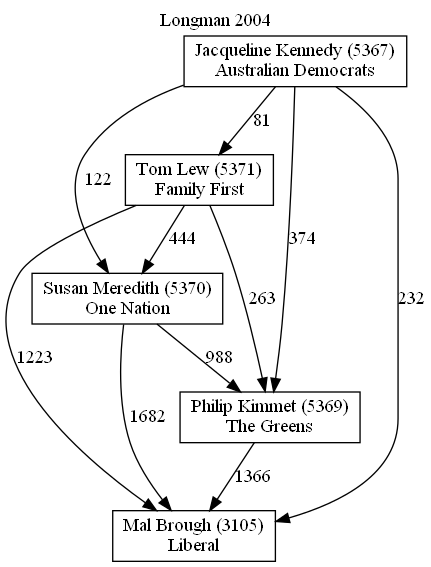 Longman 2004
Jacqueline Kennedy (5367)
Australian Democrats
81
Tom Lew (5371)
Family First
122
444
374
Susan Meredith (5370)
One Nation
263
232
1223
988
Philip Kimmet (5369)
The Greens
1682
1366
Mal Brough (3105)
Liberal